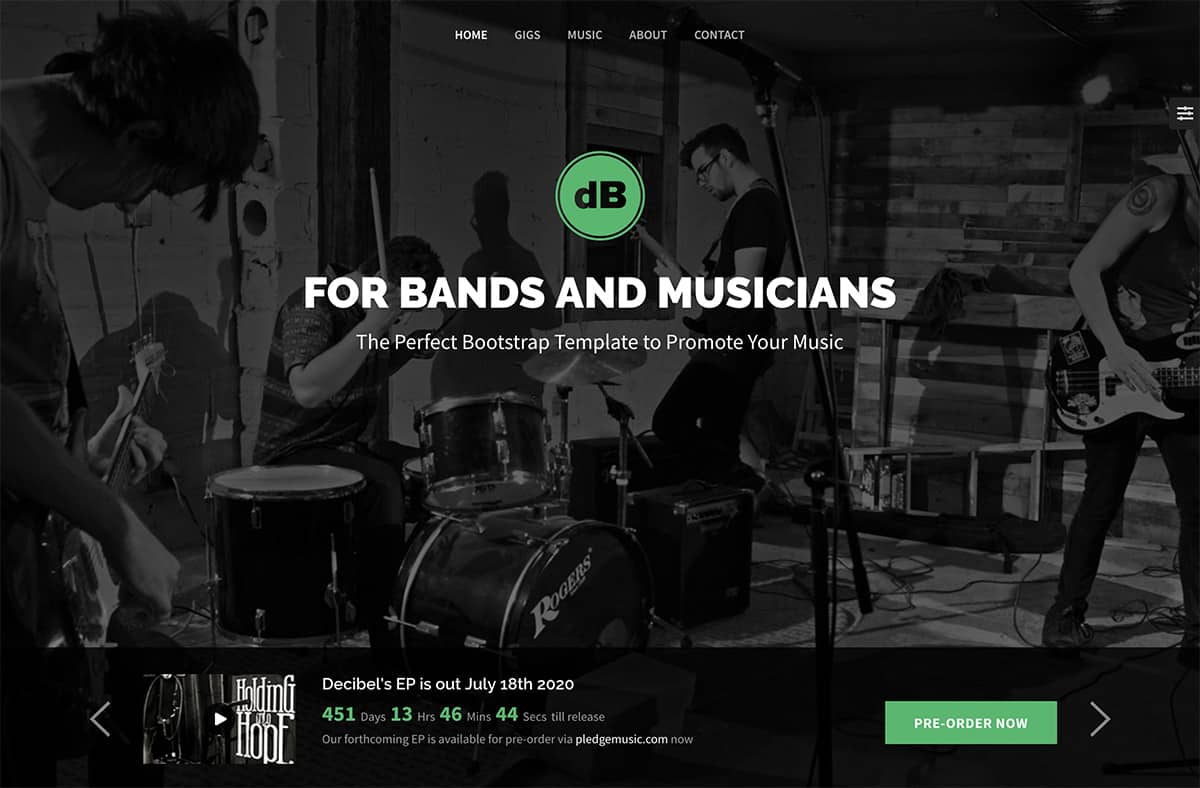 HOME GIGS MUSIC ABOUT CONTACT
dB
FOR BANDS AND MUSICIANS
The Perfect Bootstrap Template to Promote Your Music
ROGERS
Decibel's EP is out July 18th 2020
451 Days 13 Hrs 46 Mins 44 Secs till release
Our forthcoming EP is available for pre-order via pledgemusic.com now
Holding
HOPE
PRE-ORDER NOW